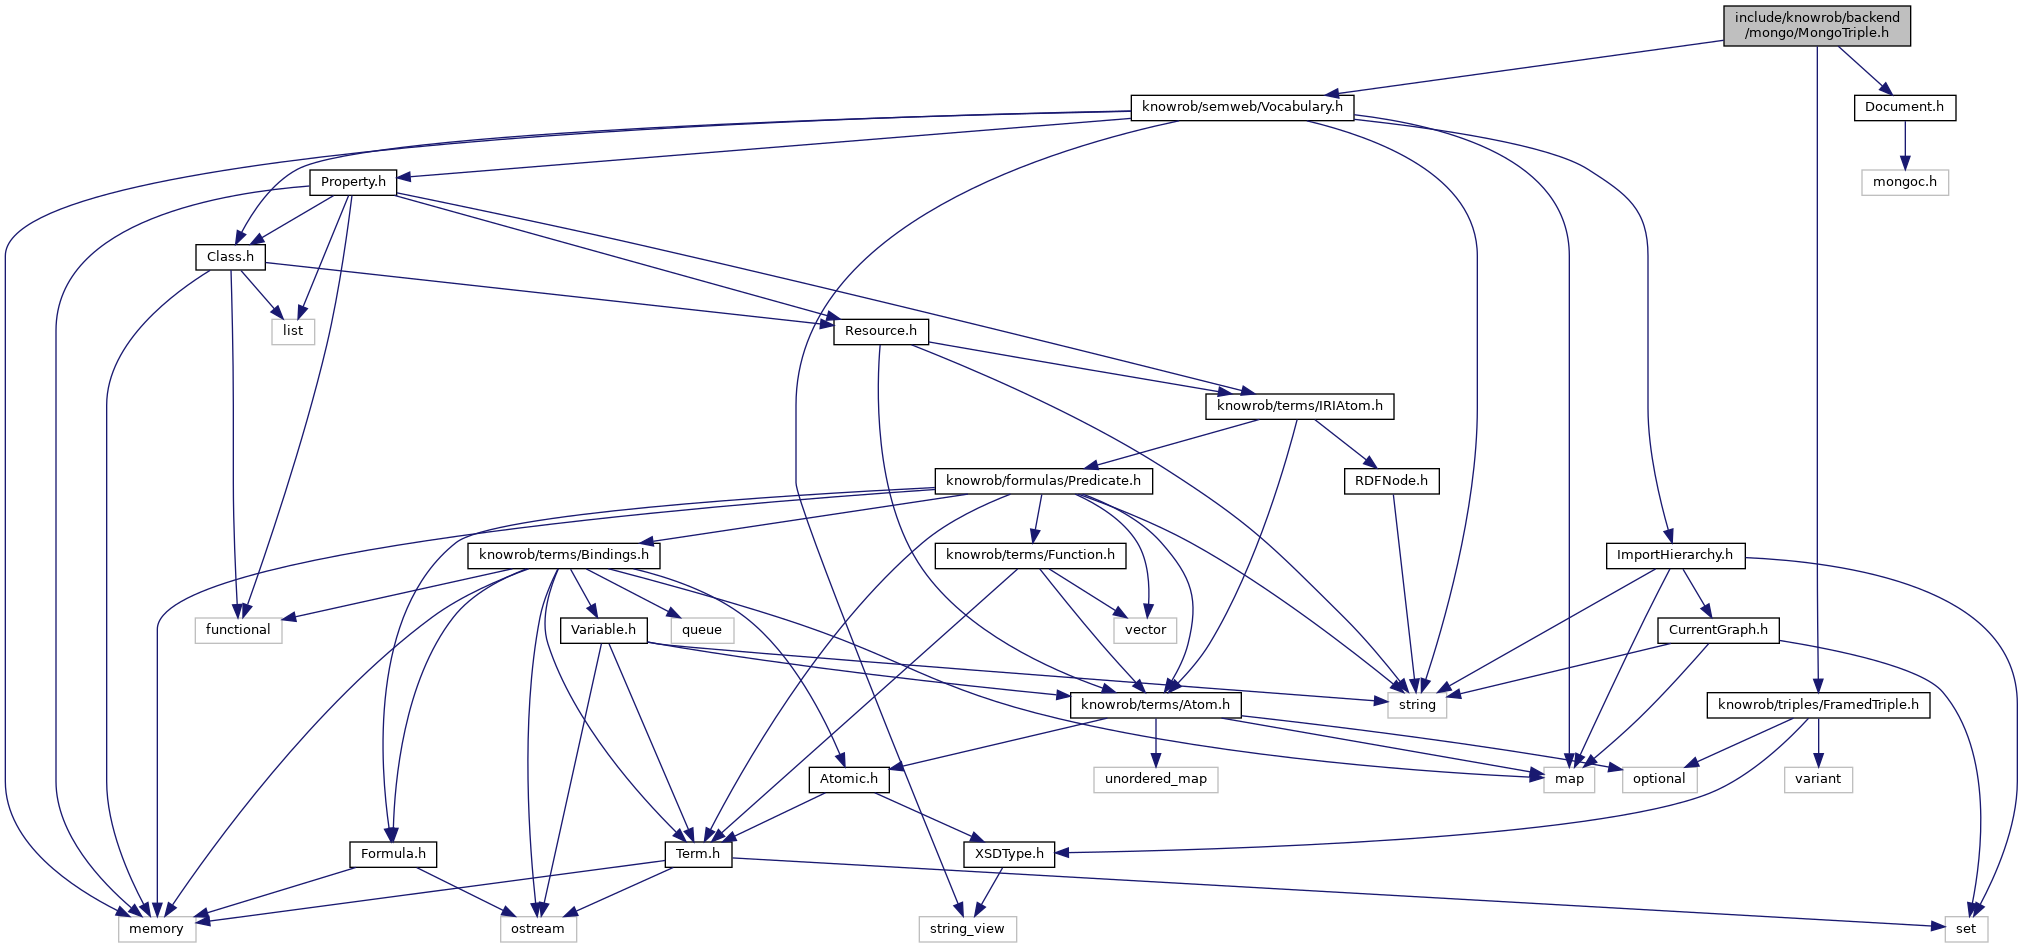 include/knowrob/backend
/mongo/MongoTriple.h
knowrob/semweb/Vocabulary.h
Document.h
Property.h
mongoc.h
Class.h
list
Resource.h
knowrob/terms/IRIAtom.h
knowrob/formulas/Predicate.h
RDFNode.h
knowrob/terms/Bindings.h
knowrob/terms/Function.h
ImportHierarchy.h
functional
Variable.h
queue
vector
CurrentGraph.h
knowrob/terms/Atom.h
string
knowrob/triples/FramedTriple.h
Atomic.h
unordered_map
map
optional
variant
Formula.h
Term.h
XSDType.h
memory
ostream
string_view
set